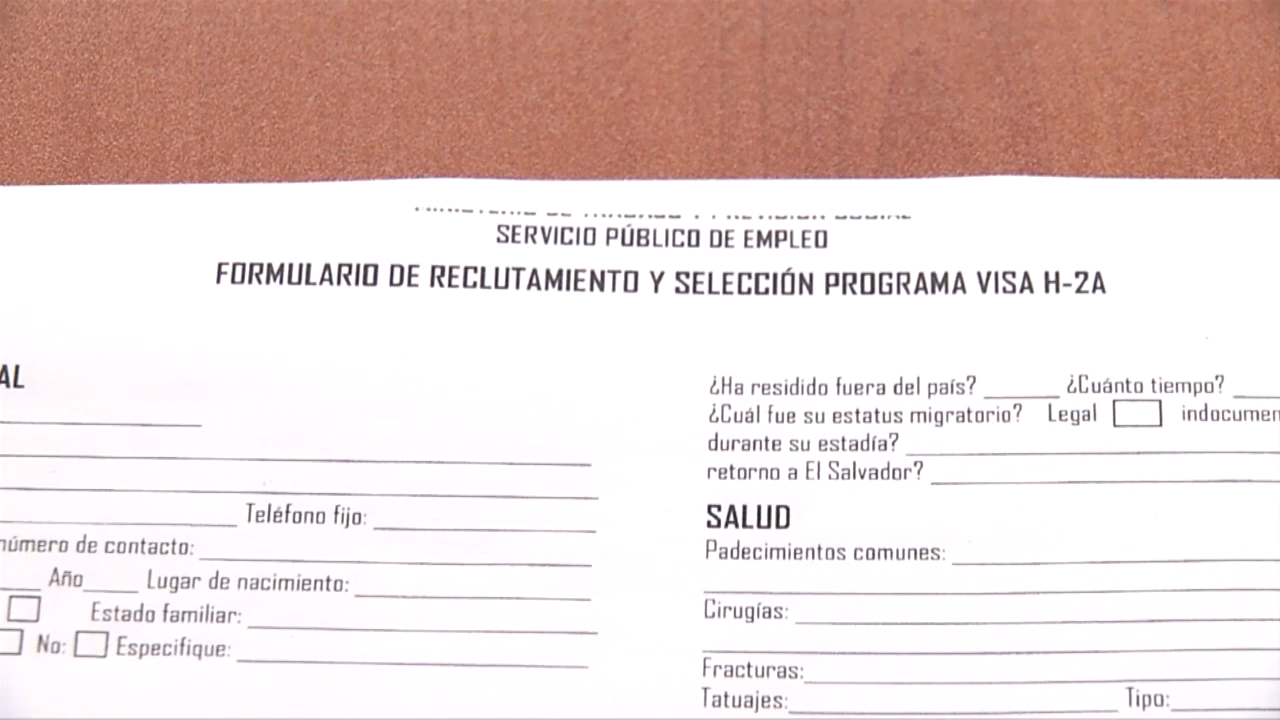 SERVICIO PÚBLICO DE EMPLEO
FORMULARIO DE RECLUTAMIENTO Y SELECCIÓN PROGRAMA VISA H-2A
AL
Teléfono fijo:
número de contacto:
Año Lugar de nacimiento:
Estado familiar:
No: Especifique:
¿Ha residido fuera del país? ¿Cuánto tiempo?
¿Cuál fue su estatus migratorio? Legal indocumen
durante su estadía?
retorno a El Salvador?
SALUD
Padecimientos comunes:
Cirugías:
Fracturas:
Tatuajes: Tipo: